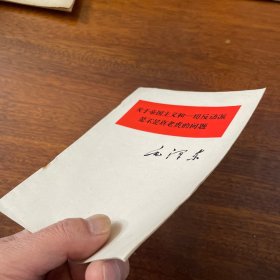 关于帝国主义和一切反动派
是不是真老虎的问题
毛泽东